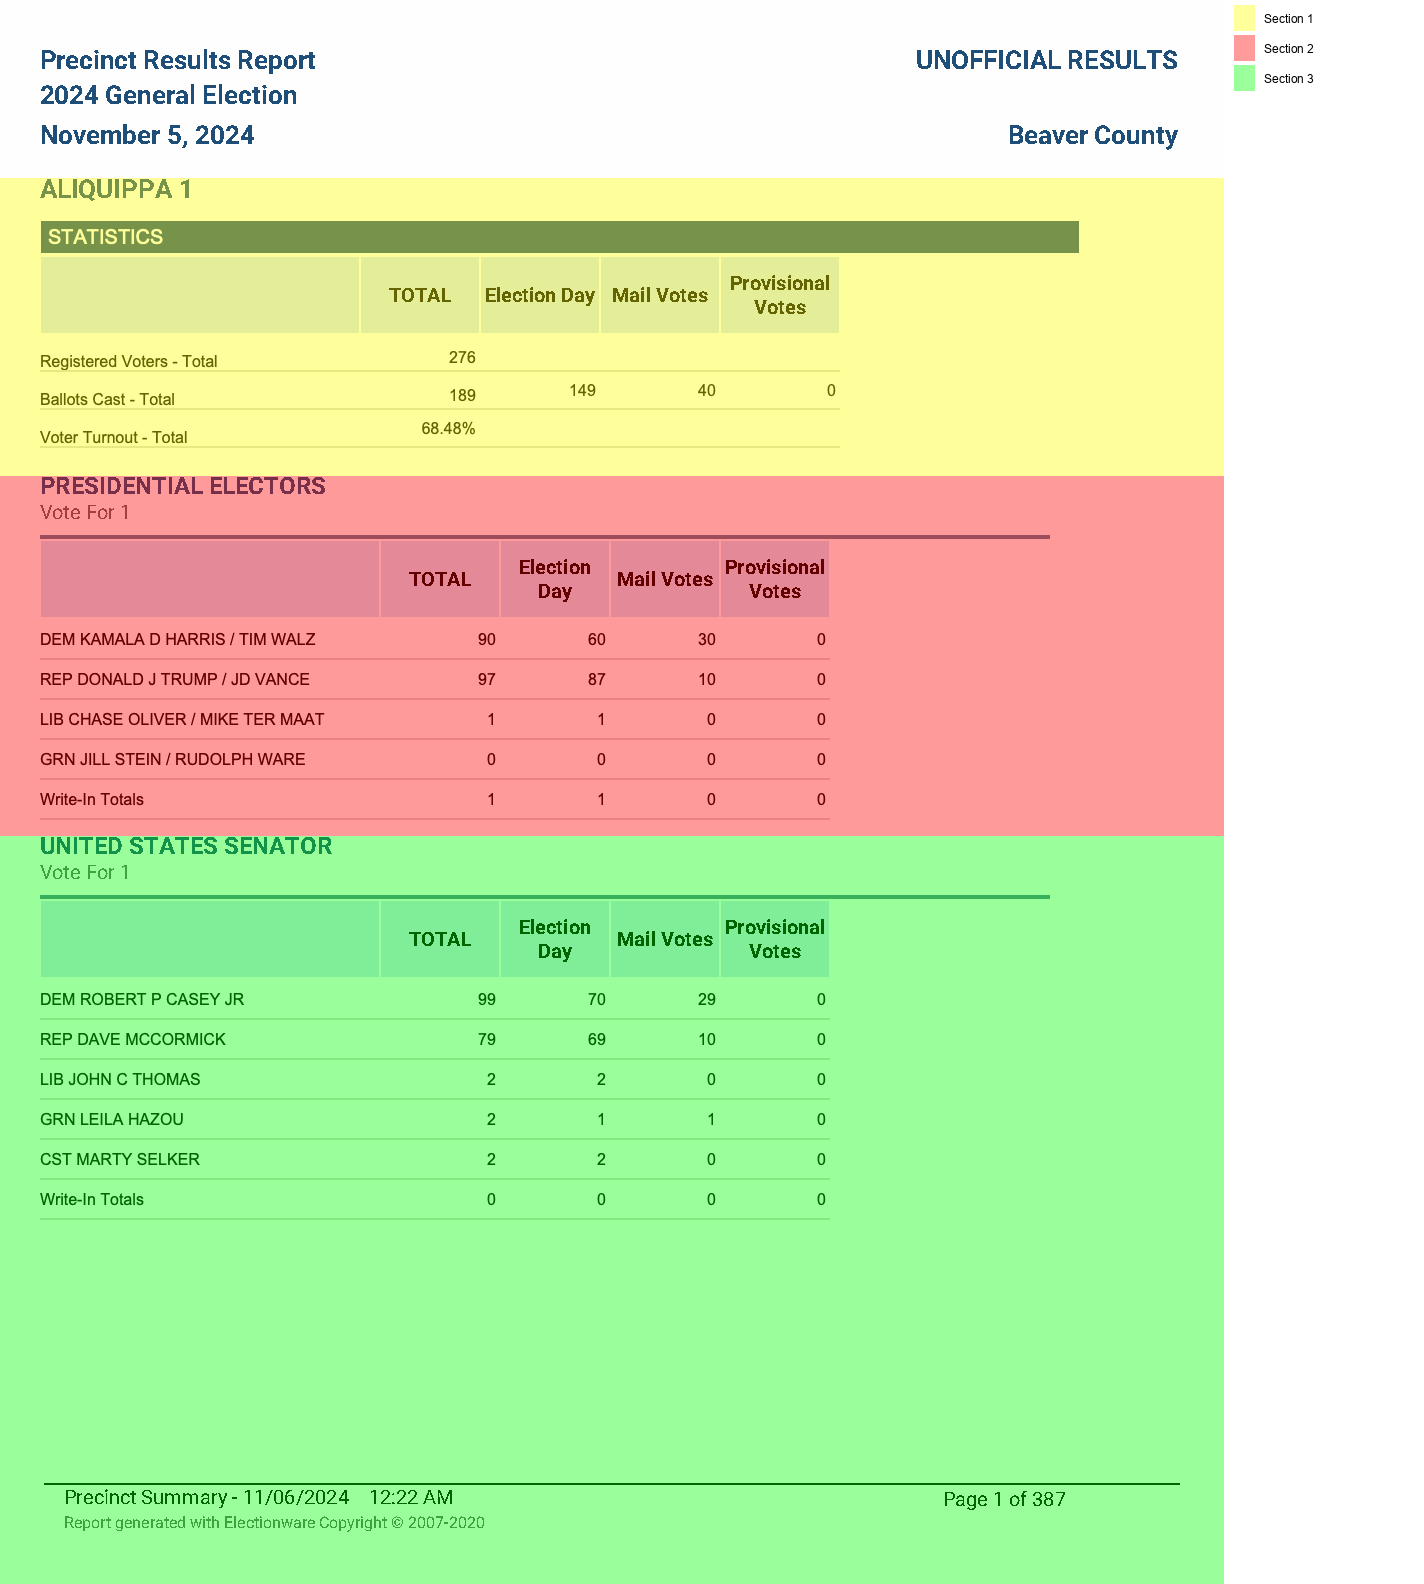 Precinct Results Report
UNOFFICIAL RESULTS
2024 General Election
November 5, 2024
Beaver County
ALIQUIPPA 1
STATISTICS
TOTAL Election Day Mail Votes Provisional Votes
Registered Voters - Total 276
Ballots Cast - Total 189 149 40 0
Voter Turnout - Total 68.48%
PRESIDENTIAL ELECTORS
Vote For 1
TOTAL Election Day Mail Votes Provisional Votes
DEM KAMALA D HARRIS / TIM WALZ 90 60 30 0
REP DONALD J TRUMP / JD VANCE 97 87 10 0
LIB CHASE OLIVER / MIKE TER MAAT 1 1 0 0
GRN JILL STEIN / RUDOLPH WARE 0 0 0 0
Write-In Totals 1 1 0 0
UNITED STATES SENATOR
Vote For 1
TOTAL Election Day Mail Votes Provisional Votes
DEM ROBERT P CASEY JR 99 70 29 0
REP DAVE MCCORMICK 79 69 10 0
LIB JOHN C THOMAS 2 2 0 0
GRN LEILA HAZOU 2 1 1 0
CST MARTY SELKER 2 2 0 0
Write-In Totals 0 0 0 0
Precinct Summary - 11/06/2024 12:22 AM
Page 1 of 387
Report generated with Electionware Copyright © 2007-2020
Section 1
Section 2
Section 3